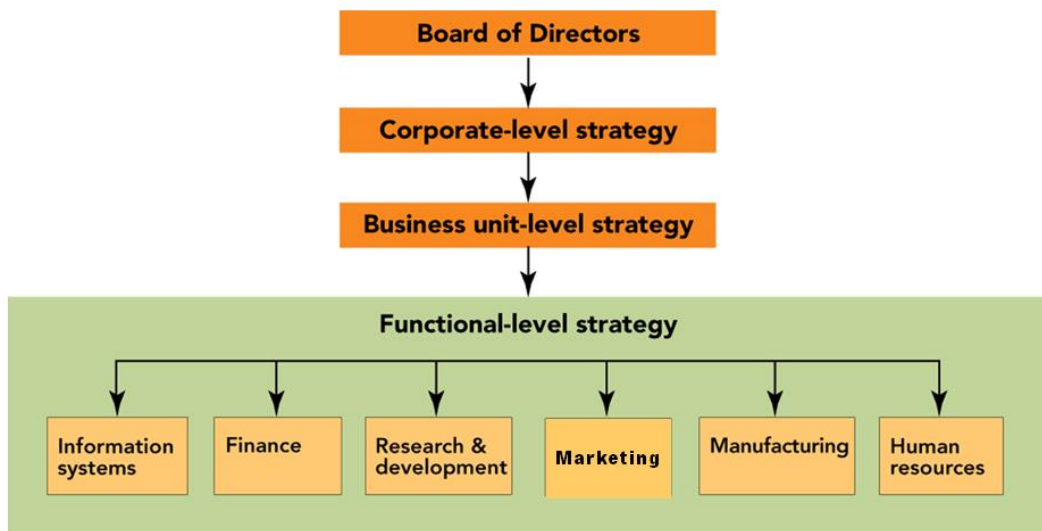 Board of Directors
Corporate-level strategy
Business unit-level strategy
Functional-level strategy
Information
systems
Finance
Research &
development
Marketing
Manufacturing
Human
resources